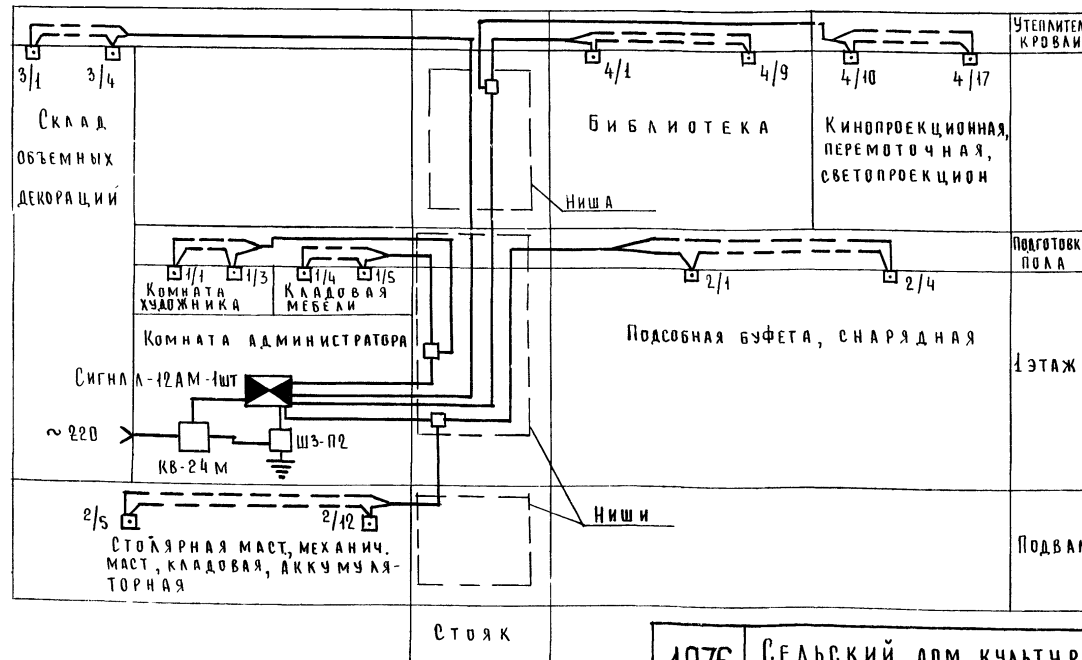 УТЕПЛИТЕЛ
КРОВЛИ
3/1
3/4
4/1
4/9
4/10
4/17
СКЛАД
ОБЪЕМНЫХ
ДЕКОРАЦИЙ
БИБЛИОТЕКА
КИНОПРОЕКЦИОННАЯ,
ПЕРЕМОТОЧНАЯ,
СВЕТОПРОЕКЦИОН
НИША
ПОДГОТОВК
ПОЛА
1/1
1/3
1/4
1/5
2/1
2/4
КОМНАТА
ХУДОЖНИКА
КЛАДОВАЯ
МЕБЕЛИ
КОМНАТА АДМИНИСТРАТОРА
ПОДСОБНАЯ БУФЕТА, СНАРЯДНАЯ
1 ЭТАЖ
СИГНАЛ-12АМ-1ШТ
~ 220
КВ-24М
ШЗ-П2
2/5
2/12
НИШИ
СТОЛЯРНАЯ МАСТ., МЕХАНИЧ.
МАСТ., КЛАДОВАЯ, АККУМУЛЯ-
ТОРНАЯ
ПОДВАЛ
СТОЯК
1976
СЕЛЬСКИЙ ДОМ КУЛЬТУР